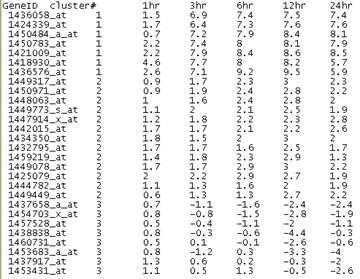 GeneID cluster# 1hr 3hr 6hr 12hr 24hr
1436058_at 1 1.5 6.9 7.4 7.5 7.4
1424339_at 1 1.7 6.4 7.3 7.6 7.6
1450484_a_at 1 0.7 7.2 7.9 8.4 8.1
1450783_at 1 2.2 7.4 8 8.1 7.9
1421009_at 1 2.2 7.9 8.4 8.6 8.5
1418930_at 1 4.6 7.7 8 8.2 5.7
1436576_at 1 2.6 7.1 9.2 9.5 5.9
1449317_at 2 0.9 1.7 2.3 3 2.3
1450971_at 2 0.9 1.9 2.4 2.8 2.2
1448063_at 2 1 1.6 2.4 2.8 2
1449773_s_at 2 1.1 2 2.1 2.5 1.9
1447914_x_at 2 1.2 1.8 2.2 2.3 2.8
1442015_at 2 1.7 1.7 2.1 2.2 2.6
1434350_at 2 1.8 1.5 2 3 2
1432795_at 2 1.7 1.7 1.6 2.5 1.7
1459219_at 2 1.4 1.8 2.3 2.9 1.3
1449078_at 2 1.7 1.7 2.9 3 2.2
1425079_at 2 2 2.2 2.9 2.7 1.9
1444782_at 2 1.1 1.3 1.6 2 1.9
1449449_at 2 0.6 1.3 1.3 2.7 2.2
1437658_a_at 3 0.7 -1.1 -1.6 -2.4 -2.4
1454703_x_at 3 0.8 -0.8 -1.5 -2.8 -1.9
1457528_at 3 0.5 -0.4 -1.1 -2 -1.1
1438838_at 3 0.8 -0.3 -0.6 -4.4 -0.3
1460731_at 3 0.5 0.1 -0.1 -2.6 -0.6
1453683_a_at 3 0.8 -1.2 0.3 -3.3 -4
1437917_at 3 1.3 0.6 0.2 -0.3 -2
1453431_at 3 1.1 0.5 1.3 -0.5 -2.6